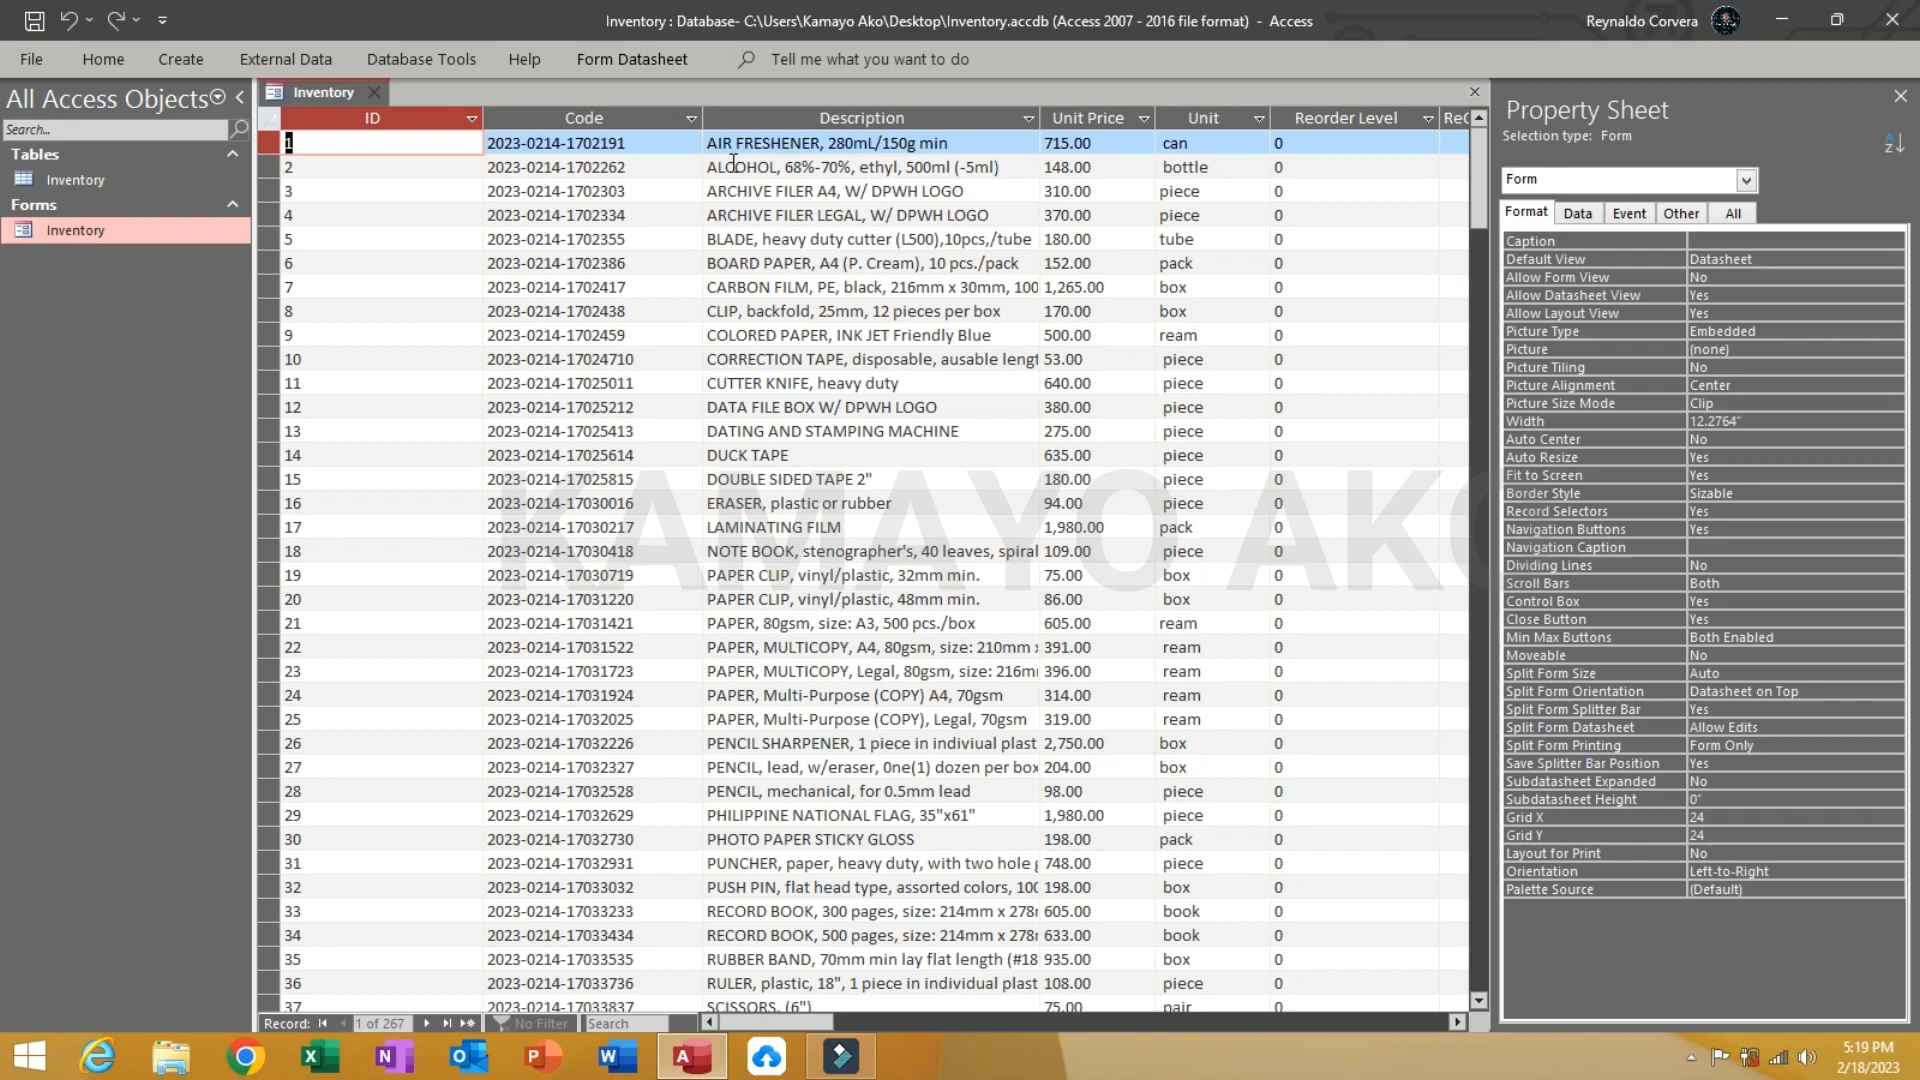 Inventory : Database- C:\Users\Kamayo Ako\Desktop\Inventory.accdb (Access 2007 - 2016 file format) - Access
Reynaldo Corvera
File Home Create External Data Database Tools Help Form Datasheet Tell me what you want to do
All Access Objects
Search...
Tables
Inventory
Forms
Inventory
Inventory
ID Code Description Unit Price Unit Reorder Level ReO
1 2023-0214-1702191 AIR FRESHENER, 280mL/150g min 715.00 can 0
2 2023-0214-1702262 ALCOHOL, 68%-70%, ethyl, 500ml (-5ml) 148.00 bottle 0
3 2023-0214-1702303 ARCHIVE FILER A4, W/ DPWH LOGO 310.00 piece 0
4 2023-0214-1702334 ARCHIVE FILER LEGAL, W/ DPWH LOGO 370.00 piece 0
5 2023-0214-1702355 BLADE, heavy duty cutter (L500),10pcs,/tube 180.00 tube 0
6 2023-0214-1702386 BOARD PAPER, A4 (P. Cream), 10 pcs./pack 152.00 pack 0
7 2023-0214-1702417 CARBON FILM, PE, black, 216mm x 30mm, 100 1,265.00 box 0
8 2023-0214-1702438 CLIP, backfold, 25mm, 12 pieces per box 170.00 box 0
9 2023-0214-1702459 COLORED PAPER, INK JET Friendly Blue 500.00 ream 0
10 2023-0214-17024710 CORRECTION TAPE, disposable, ausable lengt 53.00 piece 0
11 2023-0214-17025011 CUTTER KNIFE, heavy duty 640.00 piece 0
12 2023-0214-17025212 DATA FILE BOX W/ DPWH LOGO 380.00 piece 0
13 2023-0214-17025413 DATING AND STAMPING MACHINE 275.00 piece 0
14 2023-0214-17025614 DUCK TAPE 635.00 piece 0
15 2023-0214-17025815 DOUBLE SIDED TAPE 2" 180.00 piece 0
16 2023-0214-17030016 ERASER, plastic or rubber 94.00 piece 0
17 2023-0214-17030217 LAMINATING FILM 1,980.00 pack 0
18 2023-0214-17030418 NOTE BOOK, stenographer's, 40 leaves, spiral 109.00 piece 0
19 2023-0214-17030719 PAPER CLIP, vinyl/plastic, 32mm min. 75.00 box 0
20 2023-0214-17031220 PAPER CLIP, vinyl/plastic, 48mm min. 86.00 box 0
21 2023-0214-17031421 PAPER, 80gsm, size: A3, 500 pcs./box 605.00 ream 0
22 2023-0214-17031522 PAPER, MULTICOPY, A4, 80gsm, size: 210mm x 391.00 ream 0
23 2023-0214-17031723 PAPER, MULTICOPY, Legal, 80gsm, size: 216m 396.00 ream 0
24 2023-0214-17031924 PAPER, Multi-Purpose (COPY) A4, 70gsm 314.00 ream 0
25 2023-0214-17032025 PAPER, Multi-Purpose (COPY), Legal, 70gsm 319.00 ream 0
26 2023-0214-17032226 PENCIL SHARPENER, 1 piece in indiviual plast 2,750.00 box 0
27 2023-0214-17032327 PENCIL, lead, w/eraser, 0ne(1) dozen per box 204.00 box 0
28 2023-0214-17032528 PENCIL, mechanical, for 0.5mm lead 98.00 piece 0
29 2023-0214-17032629 PHILIPPINE NATIONAL FLAG, 35"x61" 1,980.00 piece 0
30 2023-0214-17032730 PHOTO PAPER STICKY GLOSS 198.00 pack 0
31 2023-0214-17032931 PUNCHER, paper, heavy duty, with two hole g 748.00 piece 0
32 2023-0214-17033032 PUSH PIN, flat head type, assorted colors, 100 198.00 box 0
33 2023-0214-17033233 RECORD BOOK, 300 pages, size: 214mm x 278r 605.00 book 0
34 2023-0214-17033434 RECORD BOOK, 500 pages, size: 214mm x 278r 633.00 book 0
35 2023-0214-17033535 RUBBER BAND, 70mm min lay flat length (#18 935.00 box 0
36 2023-0214-17033736 RULER, plastic, 18", 1 piece in individual plast 108.00 piece 0
37 2023-0214-17033837 SCISSORS, (6") 75.00 pair 0
KAMAYO AKO
Record: 1 of 267 No Filter Search
Property Sheet
Selection type: Form
Form
Format Data Event Other All
Caption
Default View Datasheet
Allow Form View No
Allow Datasheet View Yes
Allow Layout View Yes
Picture Type Embedded
Picture (none)
Picture Tiling No
Picture Alignment Center
Picture Size Mode Clip
Width 12.2764"
Auto Center No
Auto Resize Yes
Fit to Screen Yes
Border Style Sizable
Record Selectors Yes
Navigation Buttons Yes
Navigation Caption
Dividing Lines No
Scroll Bars Both
Control Box Yes
Close Button Yes
Min Max Buttons Both Enabled
Moveable No
Split Form Size Auto
Split Form Orientation Datasheet on Top
Split Form Splitter Bar Yes
Split Form Datasheet Allow Edits
Split Form Printing Form Only
Save Splitter Bar Position Yes
Subdatasheet Expanded No
Subdatasheet Height 0"
Grid X 24
Grid Y 24
Layout for Print No
Orientation Left-to-Right
Palette Source (Default)
5:19 PM
2/18/2023